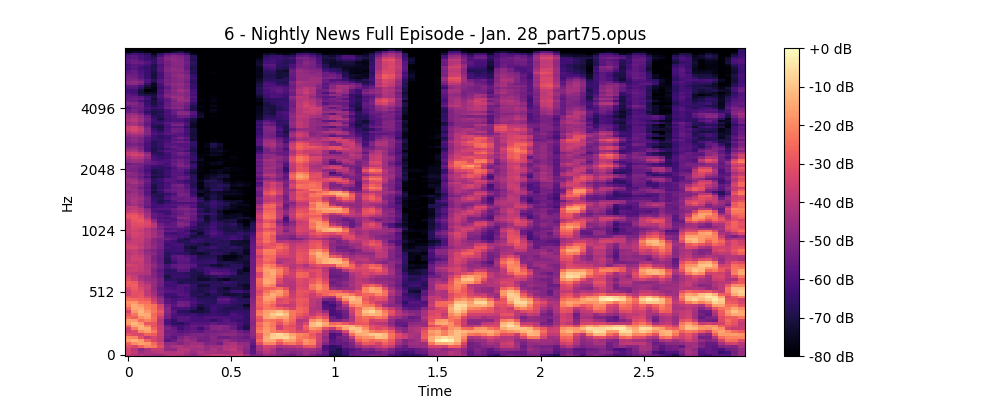 6 - Nightly News Full Episode - Jan. 28_part75.opus
Hz
4096
2048
1024
512
0
0
0.5
1
1.5
2
2.5
Time
+0 dB
-10 dB
-20 dB
-30 dB
-40 dB
-50 dB
-60 dB
-70 dB
-80 dB